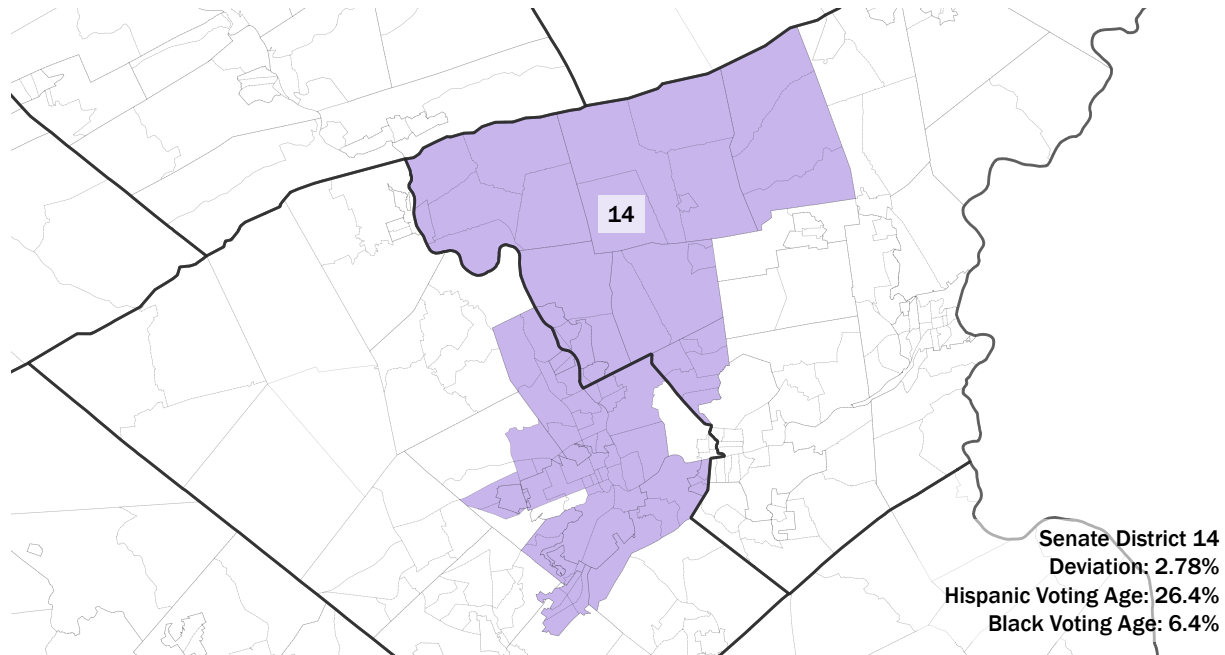 14
Senate District 14
Deviation: 2.78%
Hispanic Voting Age: 26.4%
Black Voting Age: 6.4%